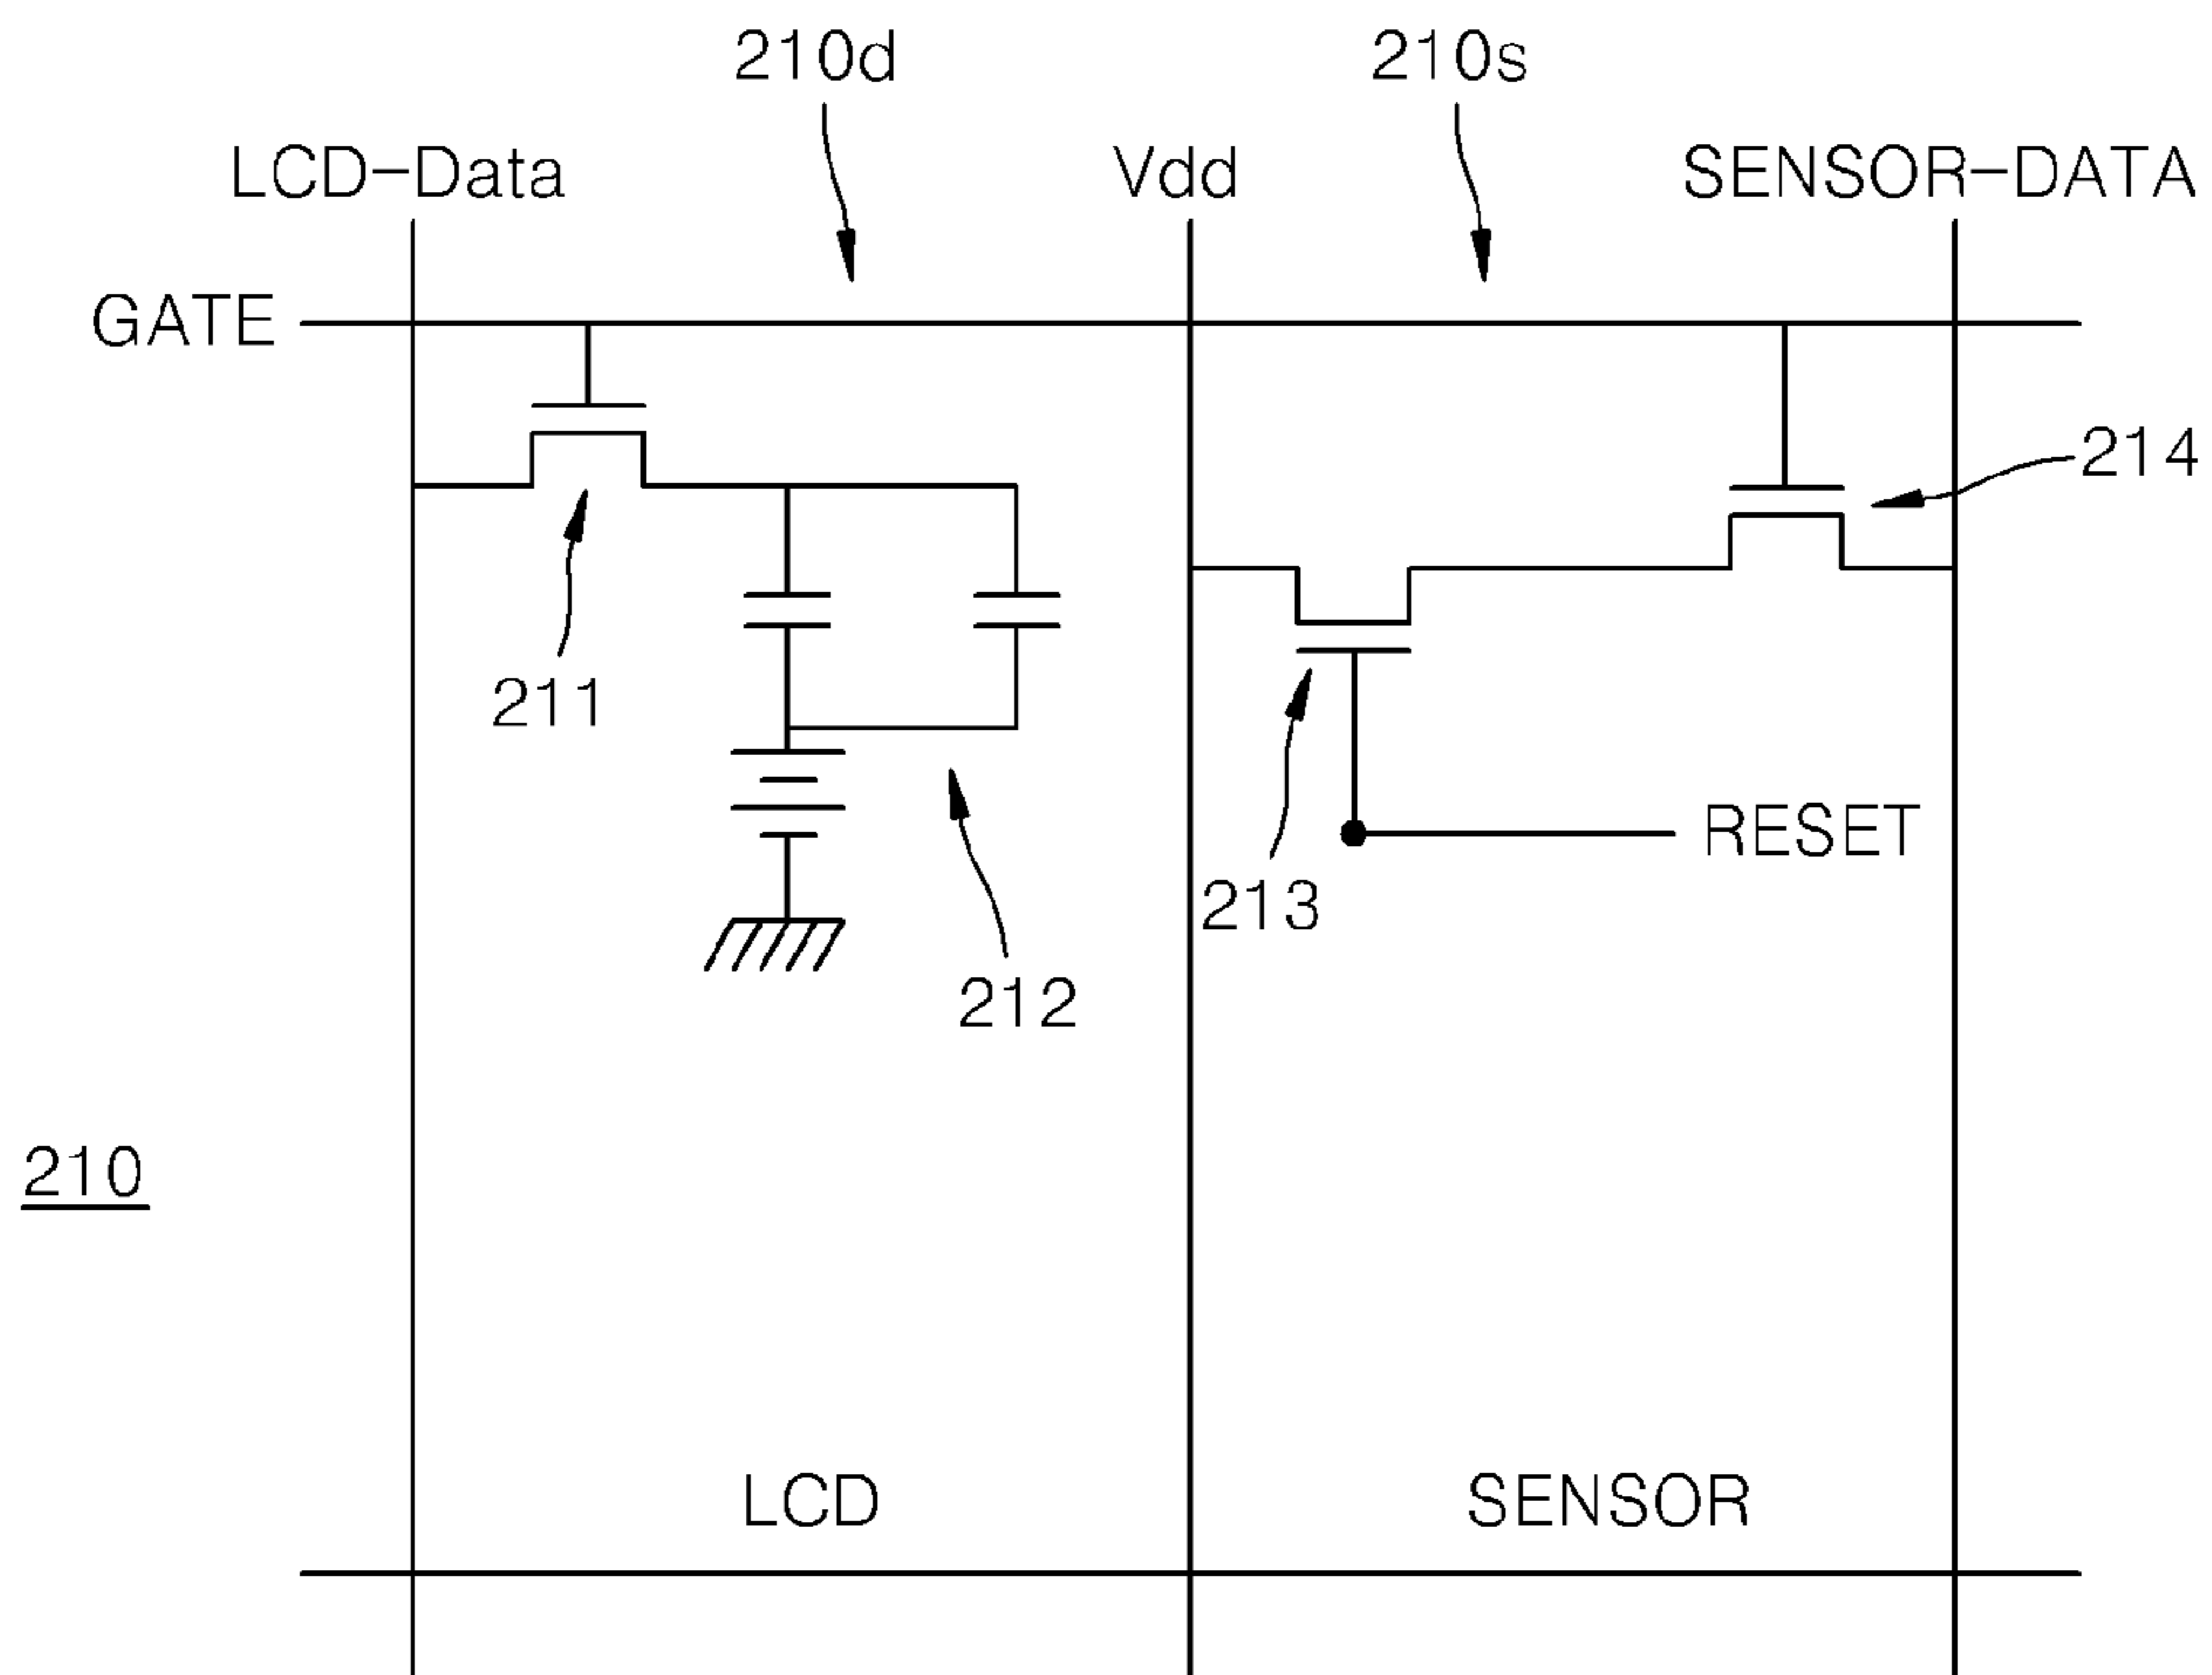 210d
210s
LCD-Data
Vdd
SENSOR-DATA
GATE
214
211
RESET
213
212
210
LCD
SENSOR